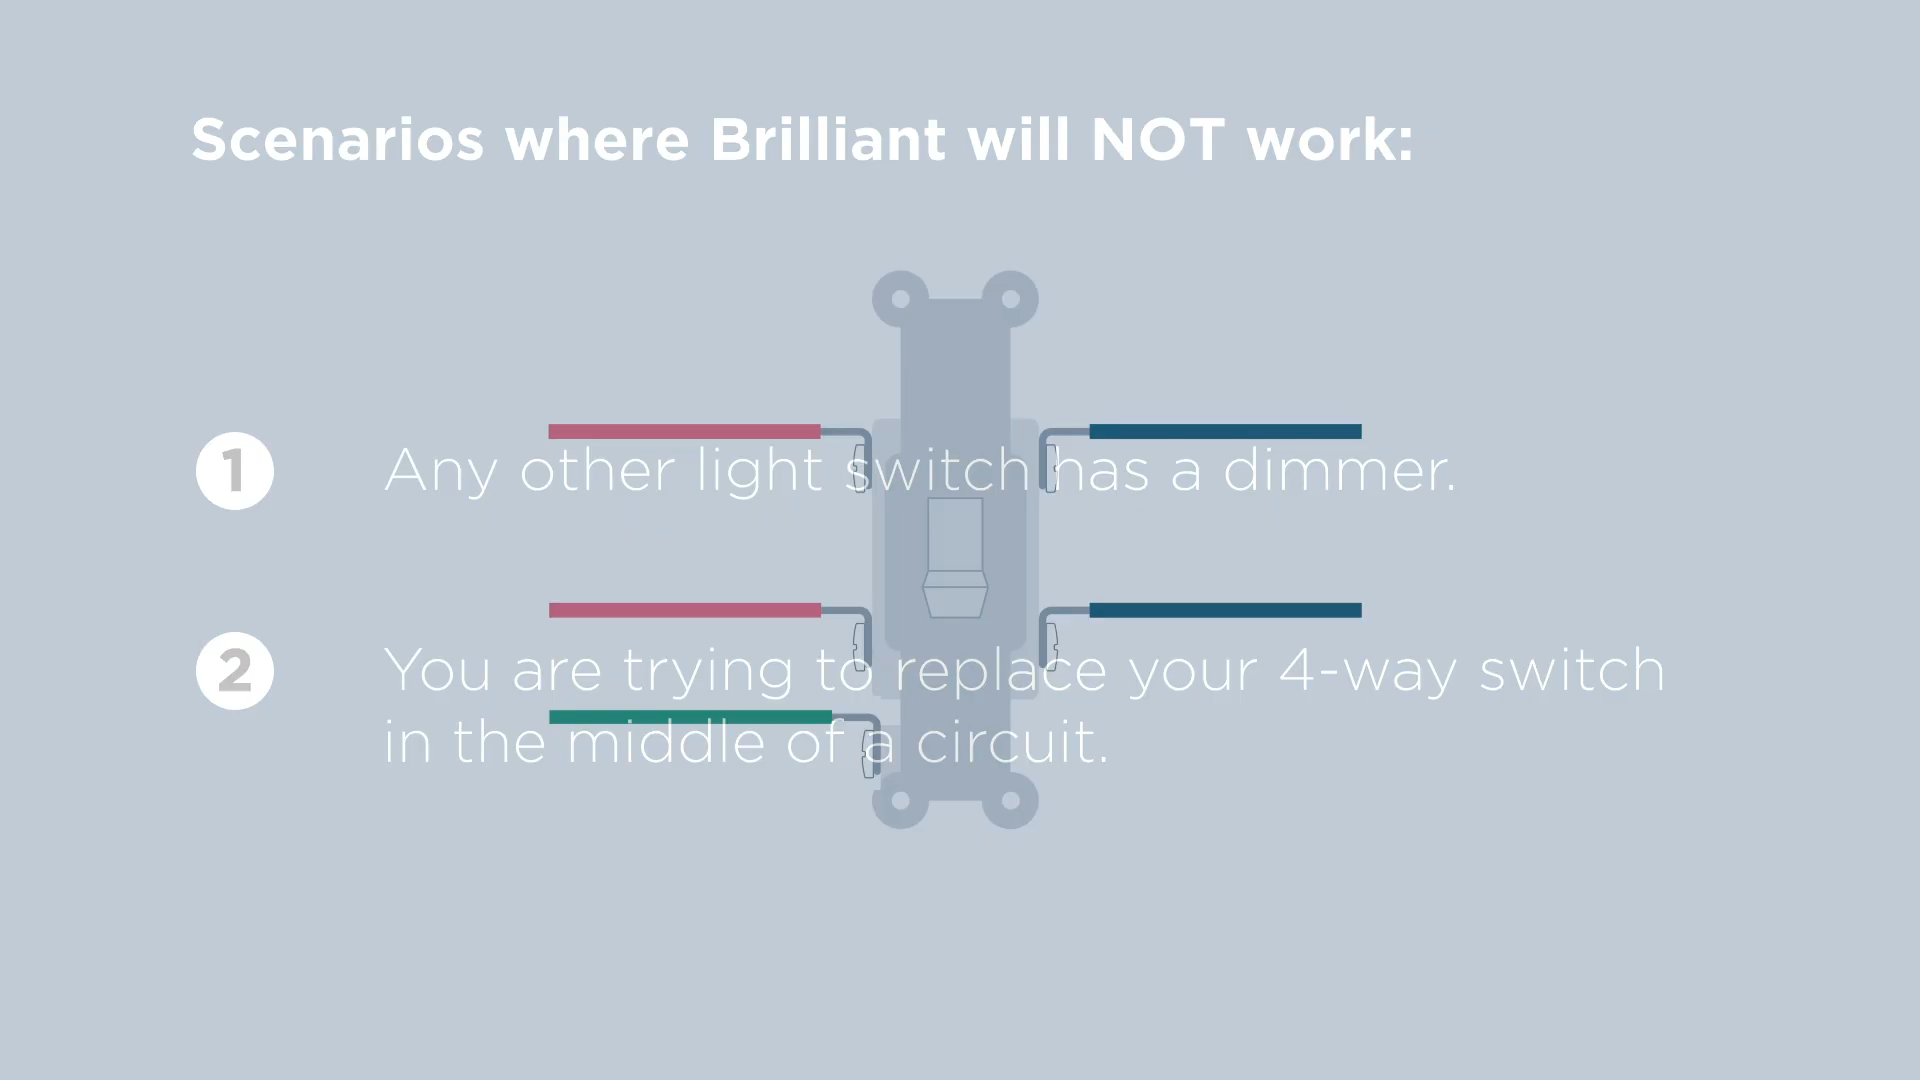 Scenarios where Brilliant will NOT work:
1 Any other light switch has a dimmer.
2 You are trying to replace your 4-way switch
in the middle of a circuit.